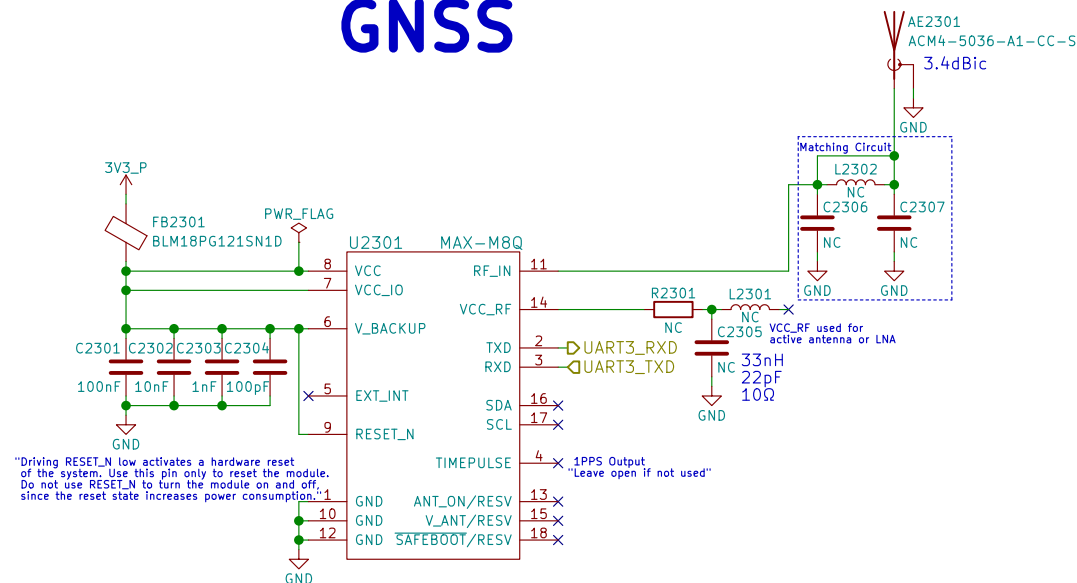 GNSS
AE2301
ACM4-5036-A1-CC-S
3.4dBic
GND
Matching Circuit
L2302
NC
C2306
NC
C2307
NC
GND
GND
3V3_P
FB2301
BLM18PG121SN1D
PWR_FLAG
U2301
MAX-M8Q
8
VCC
7
VCC_IO
6
V_BACKUP
5
EXT_INT
9
RESET_N
1
GND
10
GND
12
GND
RF_IN
11
VCC_RF
14
TXD
2
UART3_RXD
RXD
3
UART3_TXD
SDA
16
SCL
17
TIMEPULSE
4
ANT_ON/RESV
13
V_ANT/RESV
15
SAFEBOOT/RESV
18
R2301
NC
L2301
NC
C2305
NC
GND
VCC_RF used for
active antenna or LNA
33nH
22pF
10Ω
C2301
100nF
C2302
10nF
C2303
1nF
C2304
100pF
GND
"Driving RESET_N low activates a hardware reset
of the system. Use this pin only to reset the module.
Do not use RESET_N to turn the module on and off,
since the reset state increases power consumption."
1PPS Output
"Leave open if not used"
GND